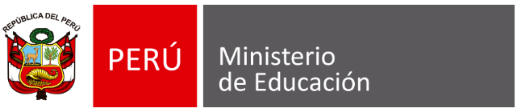 REPÚBLICA DEL PERÚ
PERÚ
Ministerio
de Educación